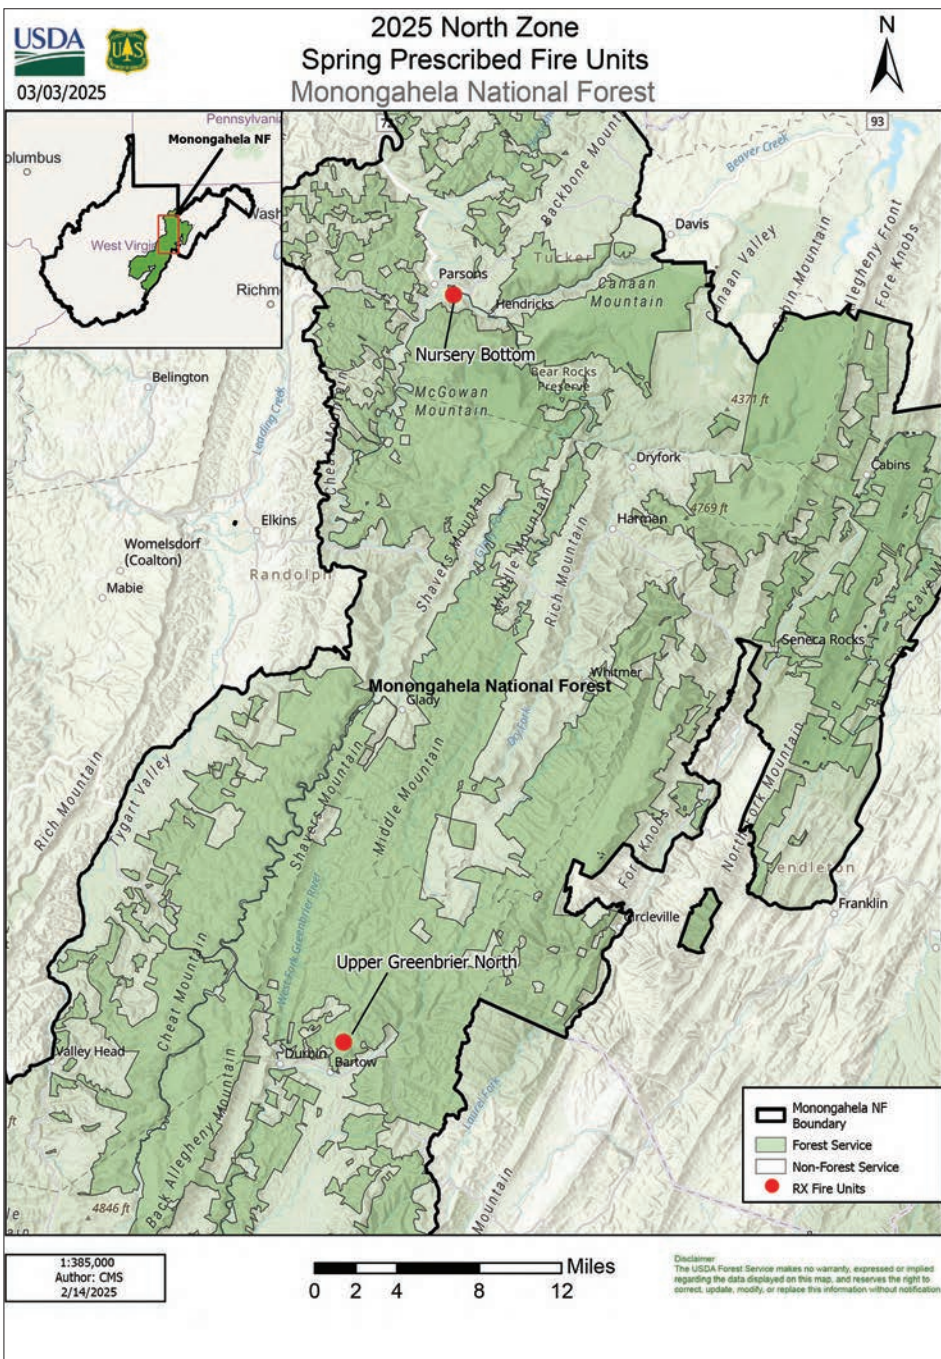 2025 North Zone
Spring Prescribed Fire Units
Monongahela National Forest
USDA
U S
03/03/2025
N
Pennsylvania
Monongahela NF
olumbus
Wash
West Virgi
Richm
72
93
Backbone Mount
Beaver Creek
Davis
Tucker
Parsons
Hendricks
Canaan
Mountain
Canaan Valley
Mountain
Allegheny Front
Fore Knobs
Nursery Bottom
Bear Rocks
Preserve
McGowan
Mountain
4371 ft
Belington
Leading Creek
Cheat Mountain
Dryfork
Cabins
4769 ft
Harman
Elkins
Womelsdorf
(Coalton)
Mabie
Randolph
Shavers Mountain
Middle Mountain
Rich Mountain
Cave M
Seneca Rocks
Whitmer
Monongahela National Forest
Glady
Dry Fork
Rich Mountain
Tygart Valley
Shavers Mountain
Middle Mountain
Fore Knobs
North Fork Mountain
endleton
Franklin
Circleville
West Fork Greenbrier River
Upper Greenbrier North
Cheat Mountain
Valley Head
Durbin
Bartow
Laurel Fork
Back Allegheny Mountain
4846 ft
Mountain
Monongahela NF
Boundary
Forest Service
Non-Forest Service
RX Fire Units
1:385,000
Author: CMS
2/14/2025
Miles
0 2 4 8 12
Disclaimer
The USDA Forest Service makes no warranty, expressed or implied
regarding the data displayed on this map, and reserves the right to
correct, update, modify, or replace this information without notification